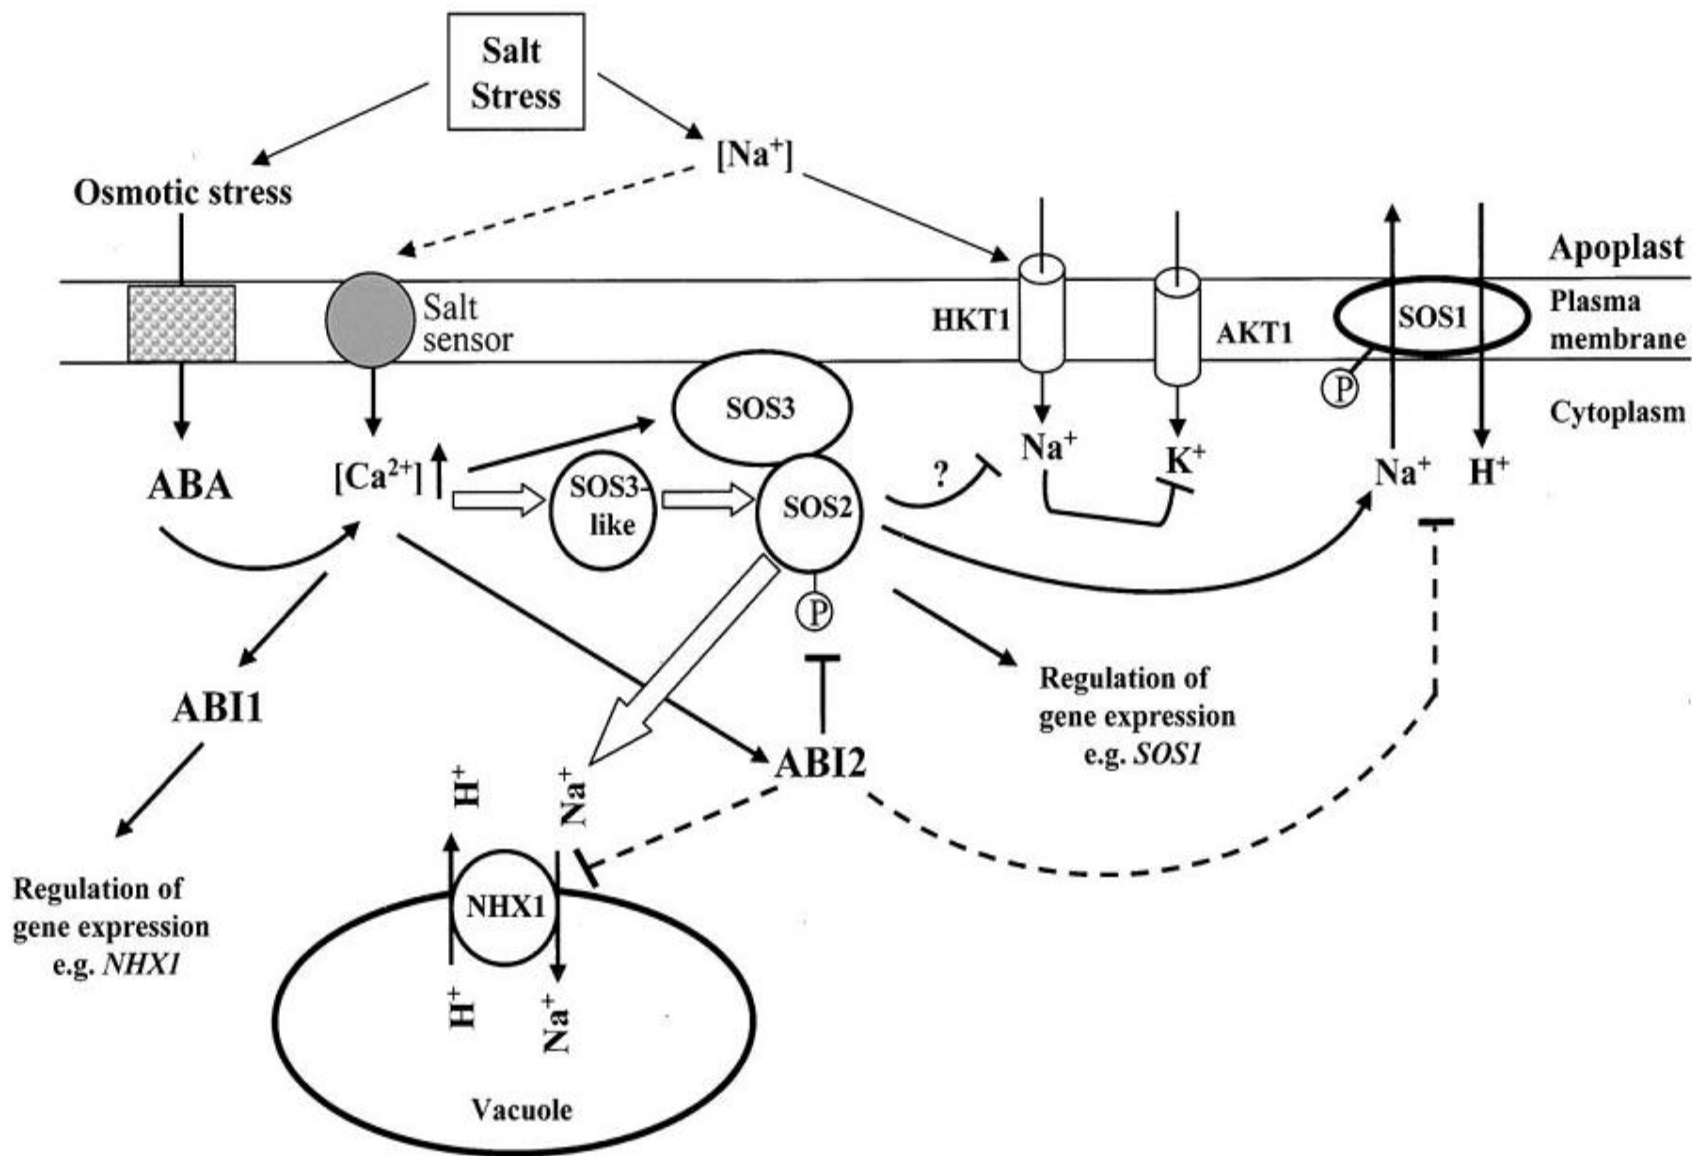 Salt
Stress
[Na⁺]
Osmotic stress
Apoplast
Plasma
membrane
Cytoplasm
Salt
sensor
HKT1
AKT1
SOS1
P
SOS3
ABA
[Ca²⁺]
SOS3-
like
SOS2
?
Na⁺
K⁺
Na⁺
H⁺
P
ABI1
ABI2
Regulation of
gene expression
e.g. SOS1
H⁺
Na⁺
Regulation of
gene expression
e.g. NHX1
NHX1
H⁺
Na⁺
Vacuole